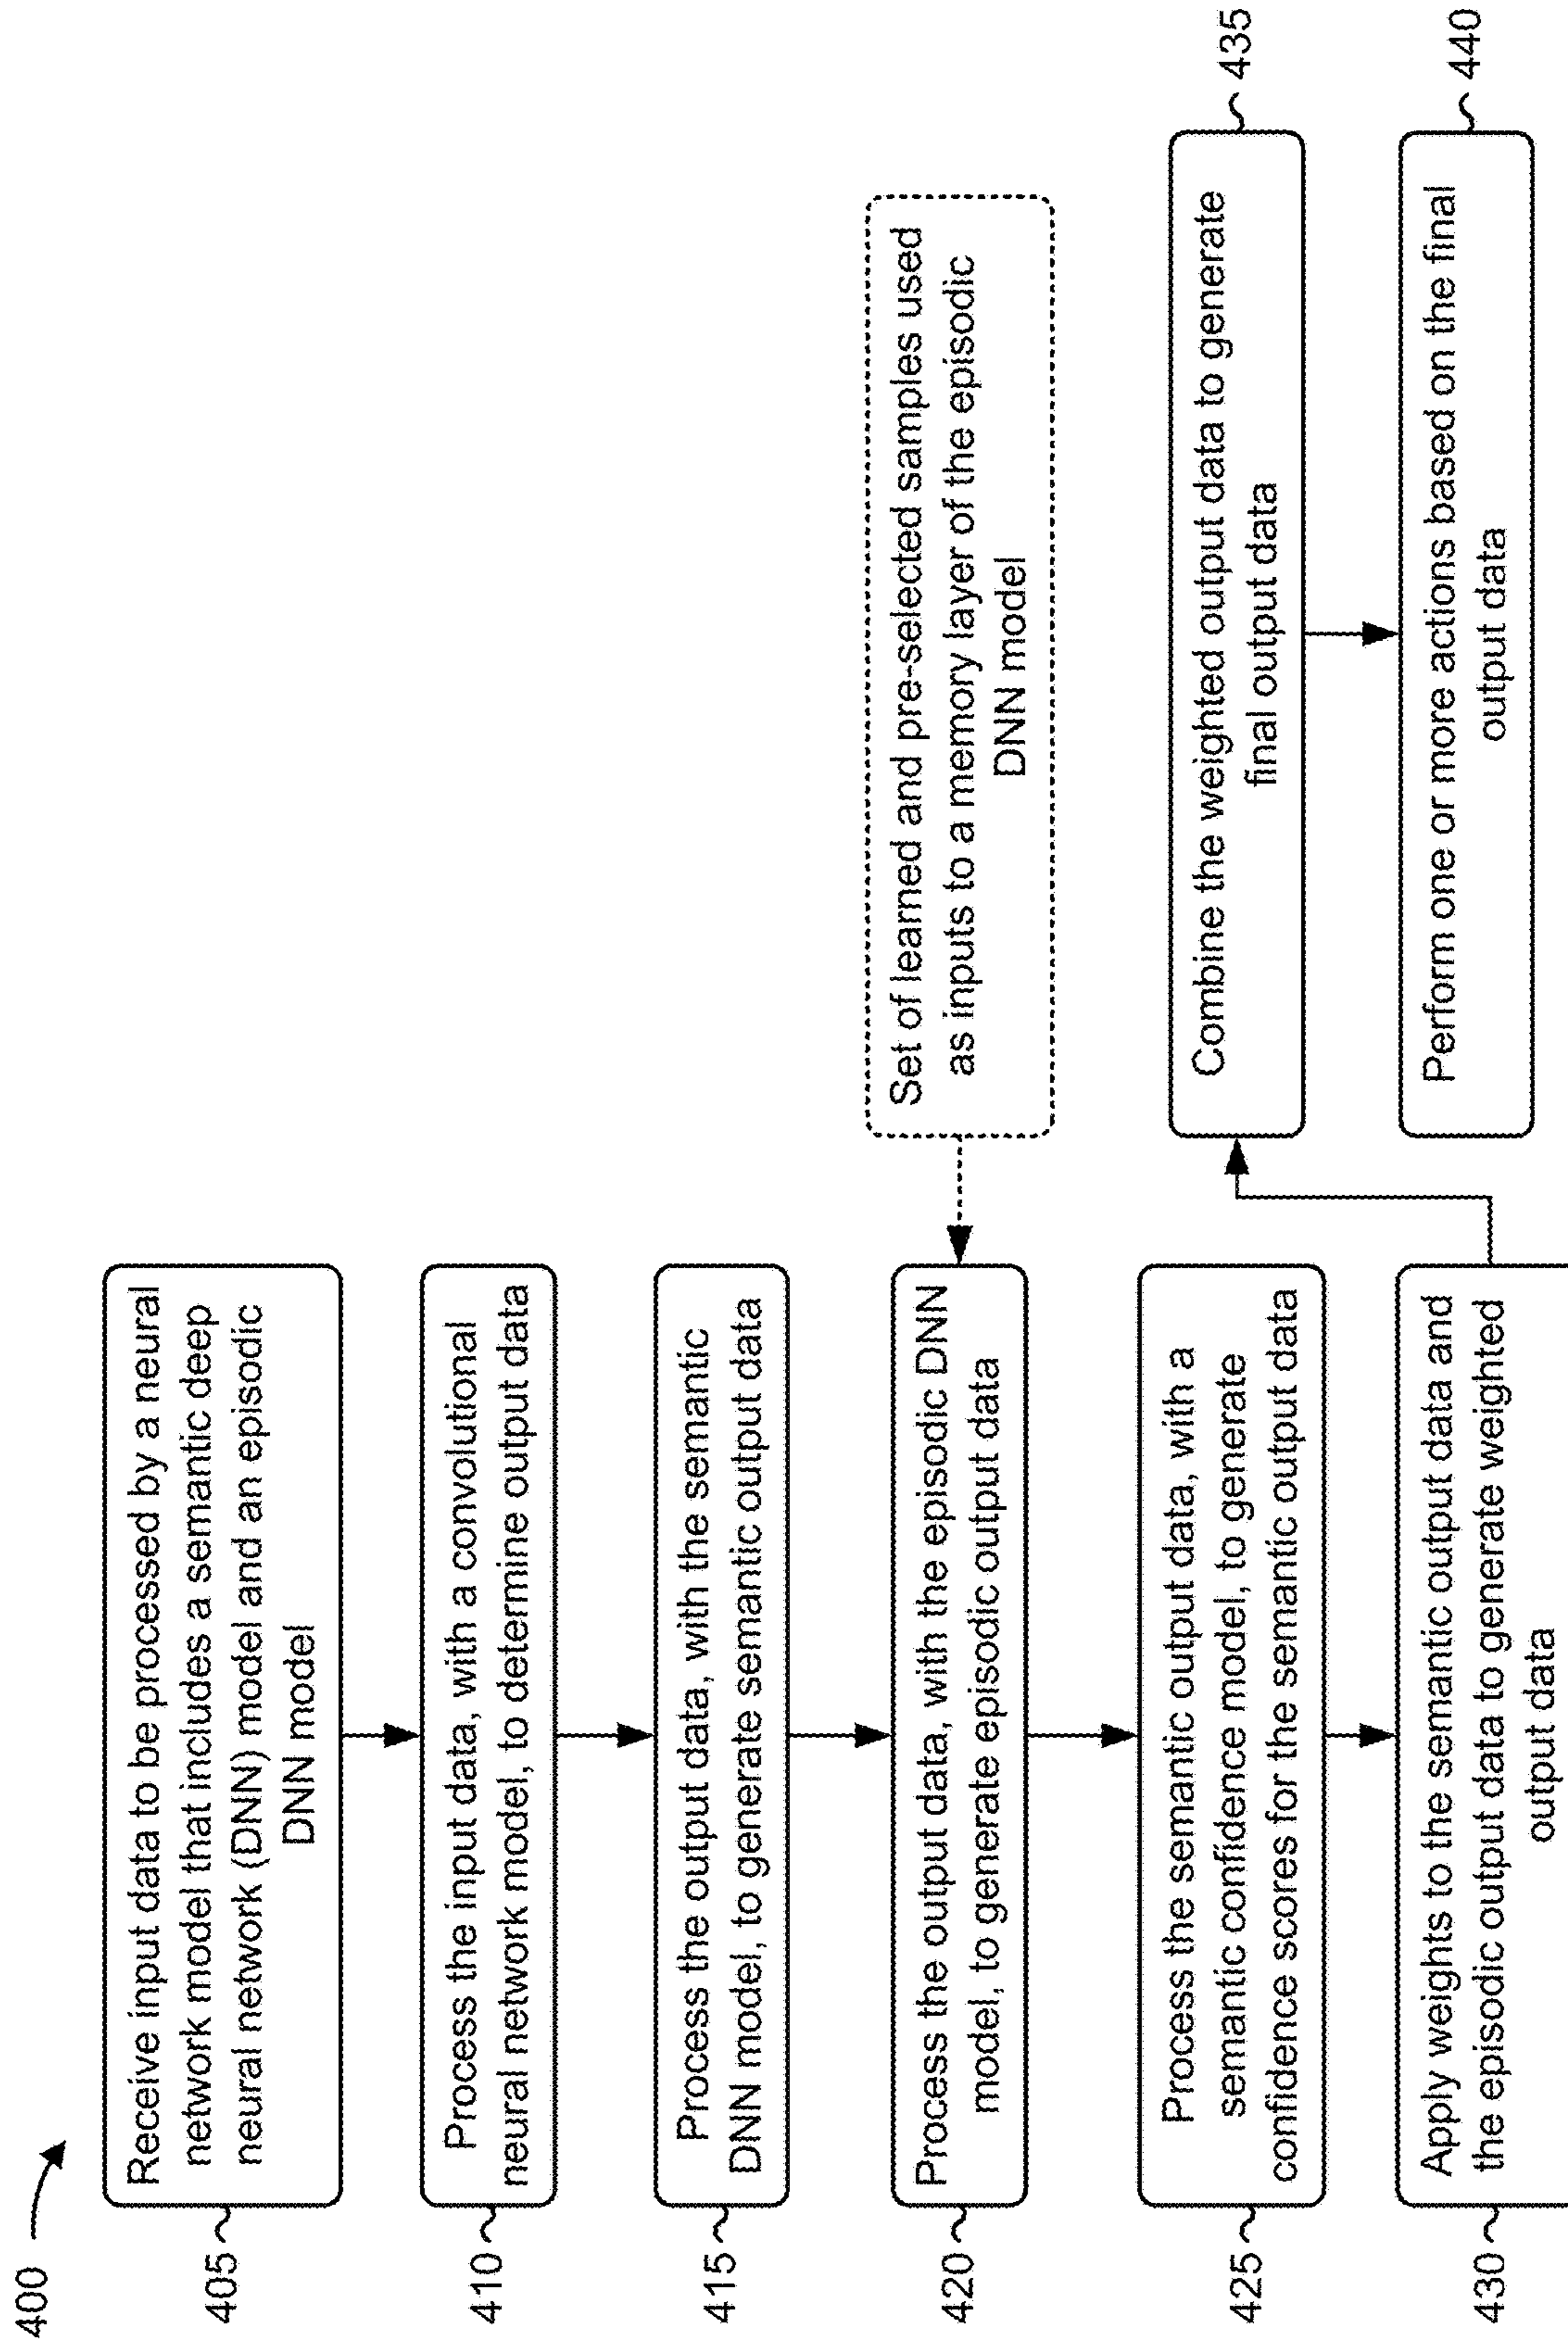 400
405
Receive input data to be processed by a neural
network model that includes a semantic deep
neural network (DNN) model and an episodic
DNN model
410
Process the input data, with a convolutional
neural network model, to determine output data
415
Process the output data, with the semantic
DNN model, to generate semantic output data
420
Process the output data, with the episodic DNN
model, to generate episodic output data
Set of learned and pre-selected samples used
as inputs to a memory layer of the episodic
DNN model
425
Process the semantic output data, with a
semantic confidence model, to generate
confidence scores for the semantic output data
430
Apply weights to the semantic output data and
the episodic output data to generate weighted
output data
Combine the weighted output data to generate
final output data
435
Perform one or more actions based on the final
output data
440